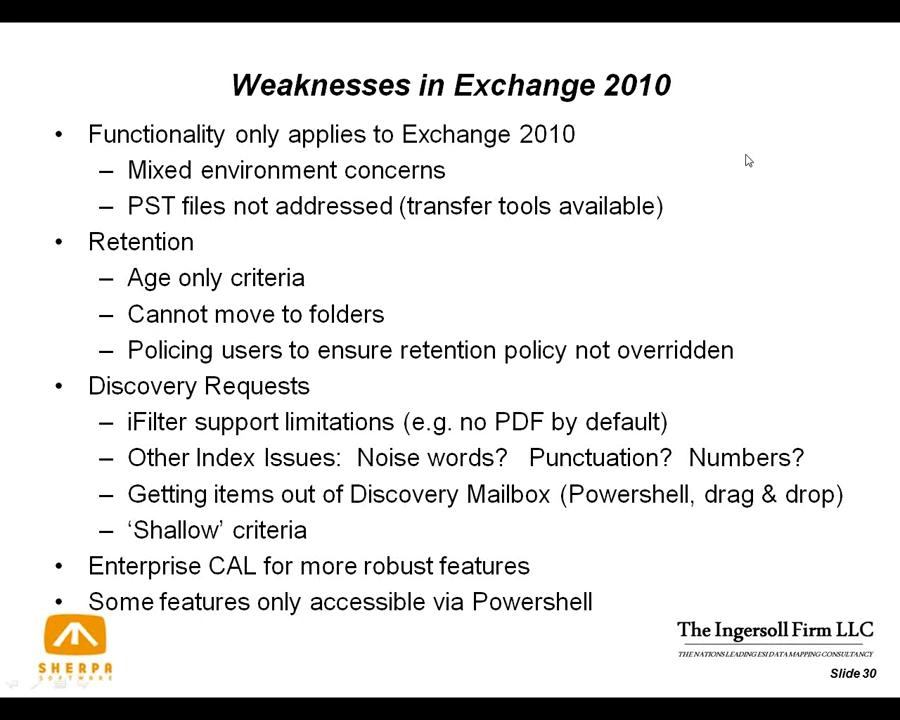 Weaknesses in Exchange 2010
• Functionality only applies to Exchange 2010
– Mixed environment concerns
– PST files not addressed (transfer tools available)
• Retention
– Age only criteria
– Cannot move to folders
– Policing users to ensure retention policy not overridden
• Discovery Requests
– iFilter support limitations (e.g. no PDF by default)
– Other Index Issues:  Noise words?   Punctuation?  Numbers?
– Getting items out of Discovery Mailbox (Powershell, drag & drop)
– ‘Shallow’ criteria
• Enterprise CAL for more robust features
• Some features only accessible via Powershell
SHERPA
SOFTWARE
The Ingersoll Firm LLC
THE NATIONS LEADING ESI DATA MAPPING CONSULTANCY
Slide 30